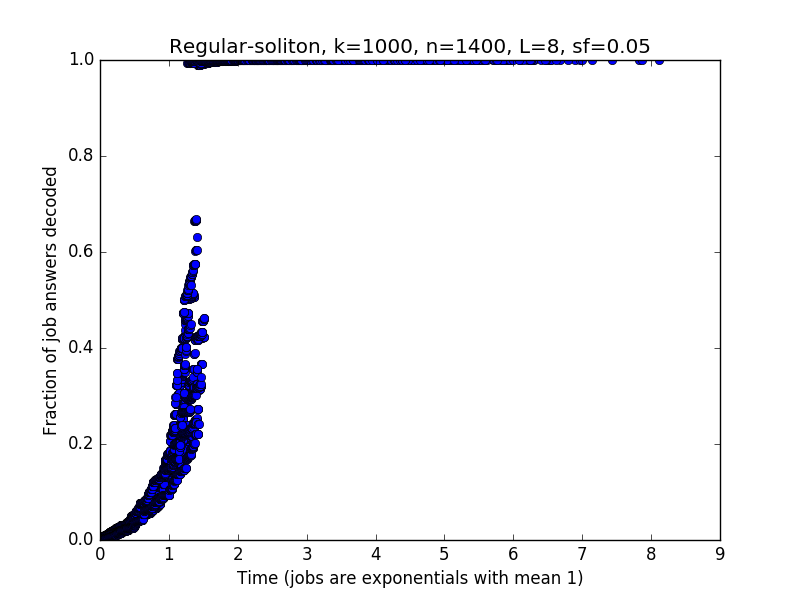 Regular-soliton, k=1000, n=1400, L=8, sf=0.05
1.0
0.8
0.6
0.4
0.2
0.0
Fraction of job answers decoded
0 1 2 3 4 5 6 7 8 9
Time (jobs are exponentials with mean 1)